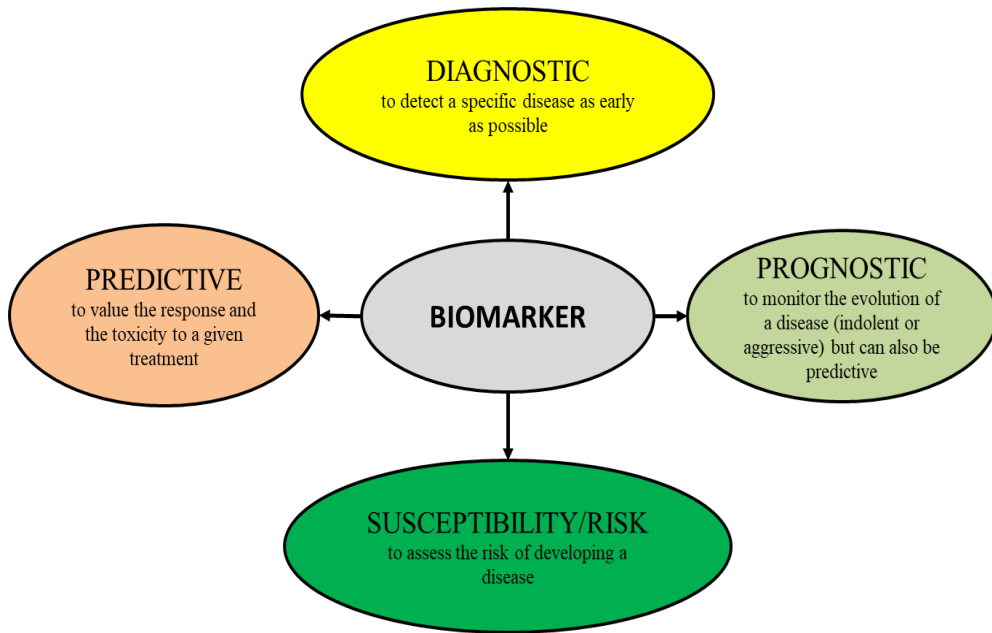 DIAGNOSTIC
to detect a specific disease as early
as possible
PREDICTIVE
to value the response and
the toxicity to a given
treatment
BIOMARKER
PROGNOSTIC
to monitor the evolution of
a disease (indolent or
aggressive) but can also be
predictive
SUSCEPTIBILITY/RISK
to assess the risk of developing a
disease